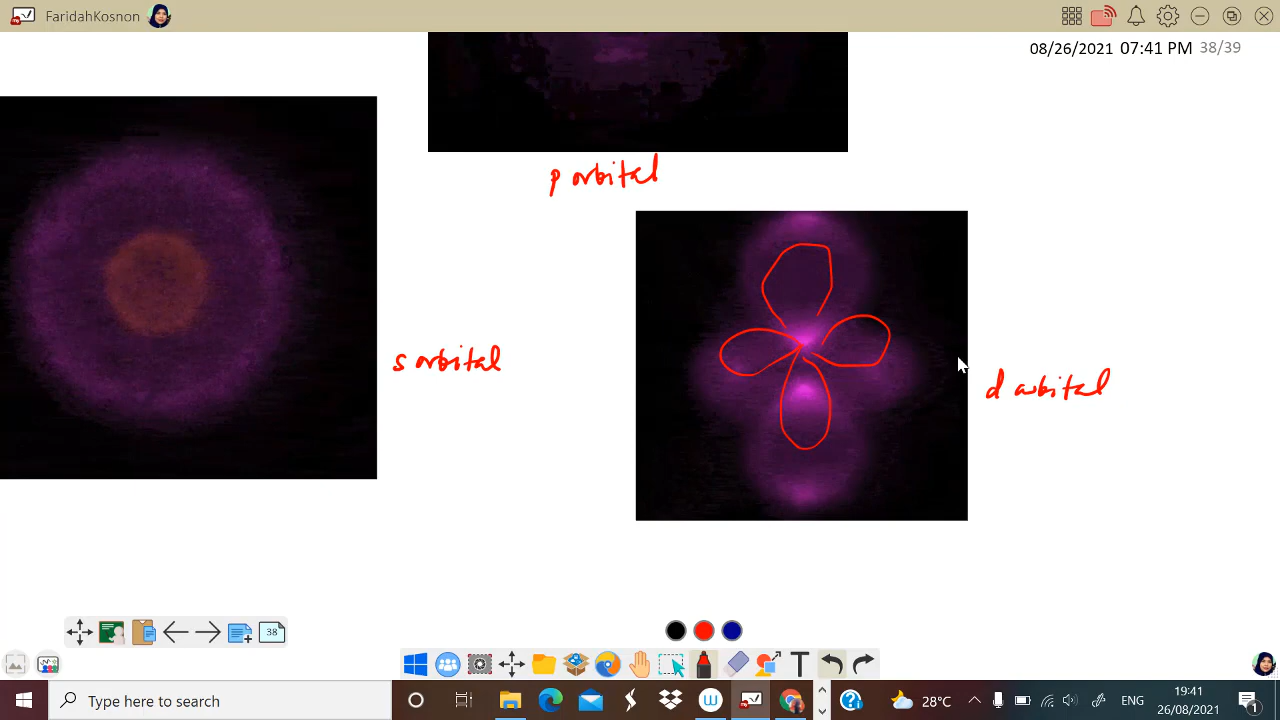 FaridahKosnon
08/26/2021 07:41 PM 38/39
p orbital
s orbital
d orbital
38
T
Type here to search
28°C
ENG
19:41
26/08/2021
1